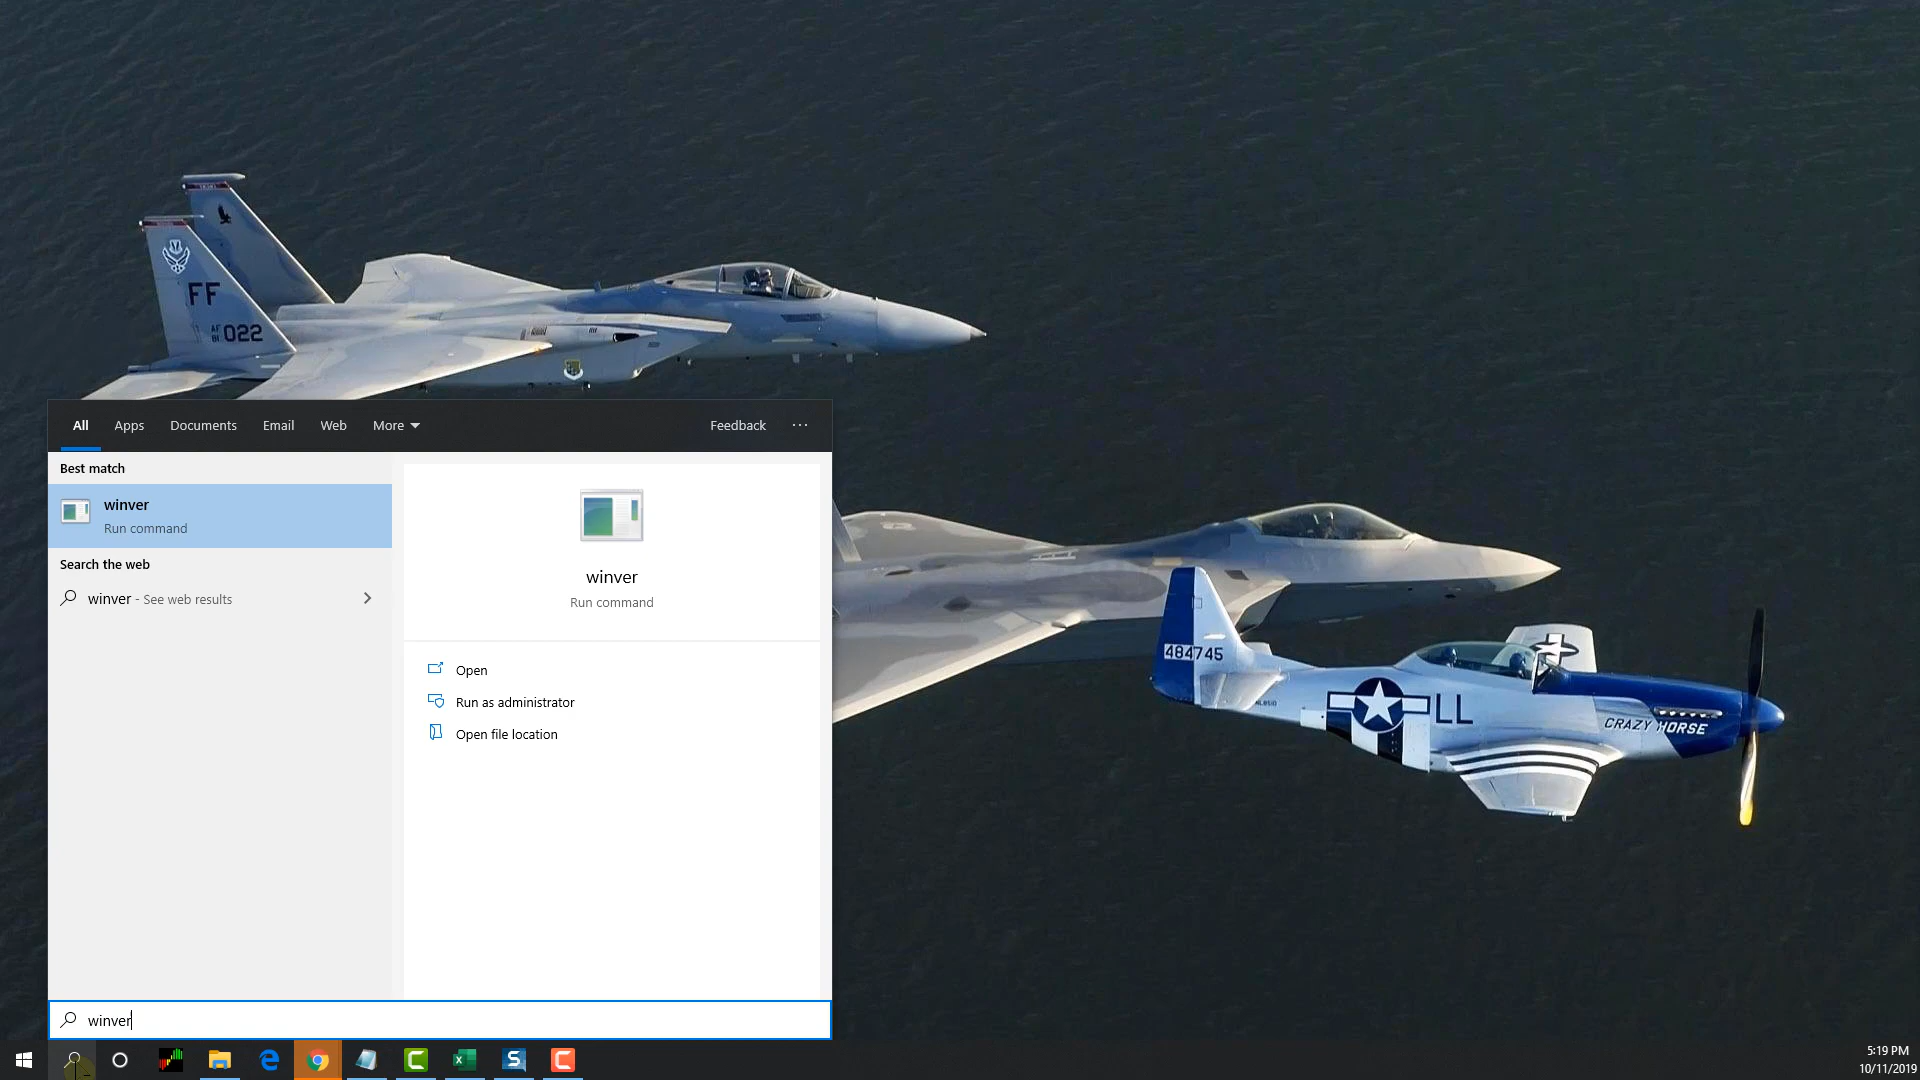 FF
AF
81 022
All Apps Documents Email Web More Feedback ...
Best match
winver
Run command
Search the web
winver - See web results
winver
Run command
Open
Run as administrator
Open file location
484745
LL
CRAZY HORSE
winver
5:19 PM
10/11/2019